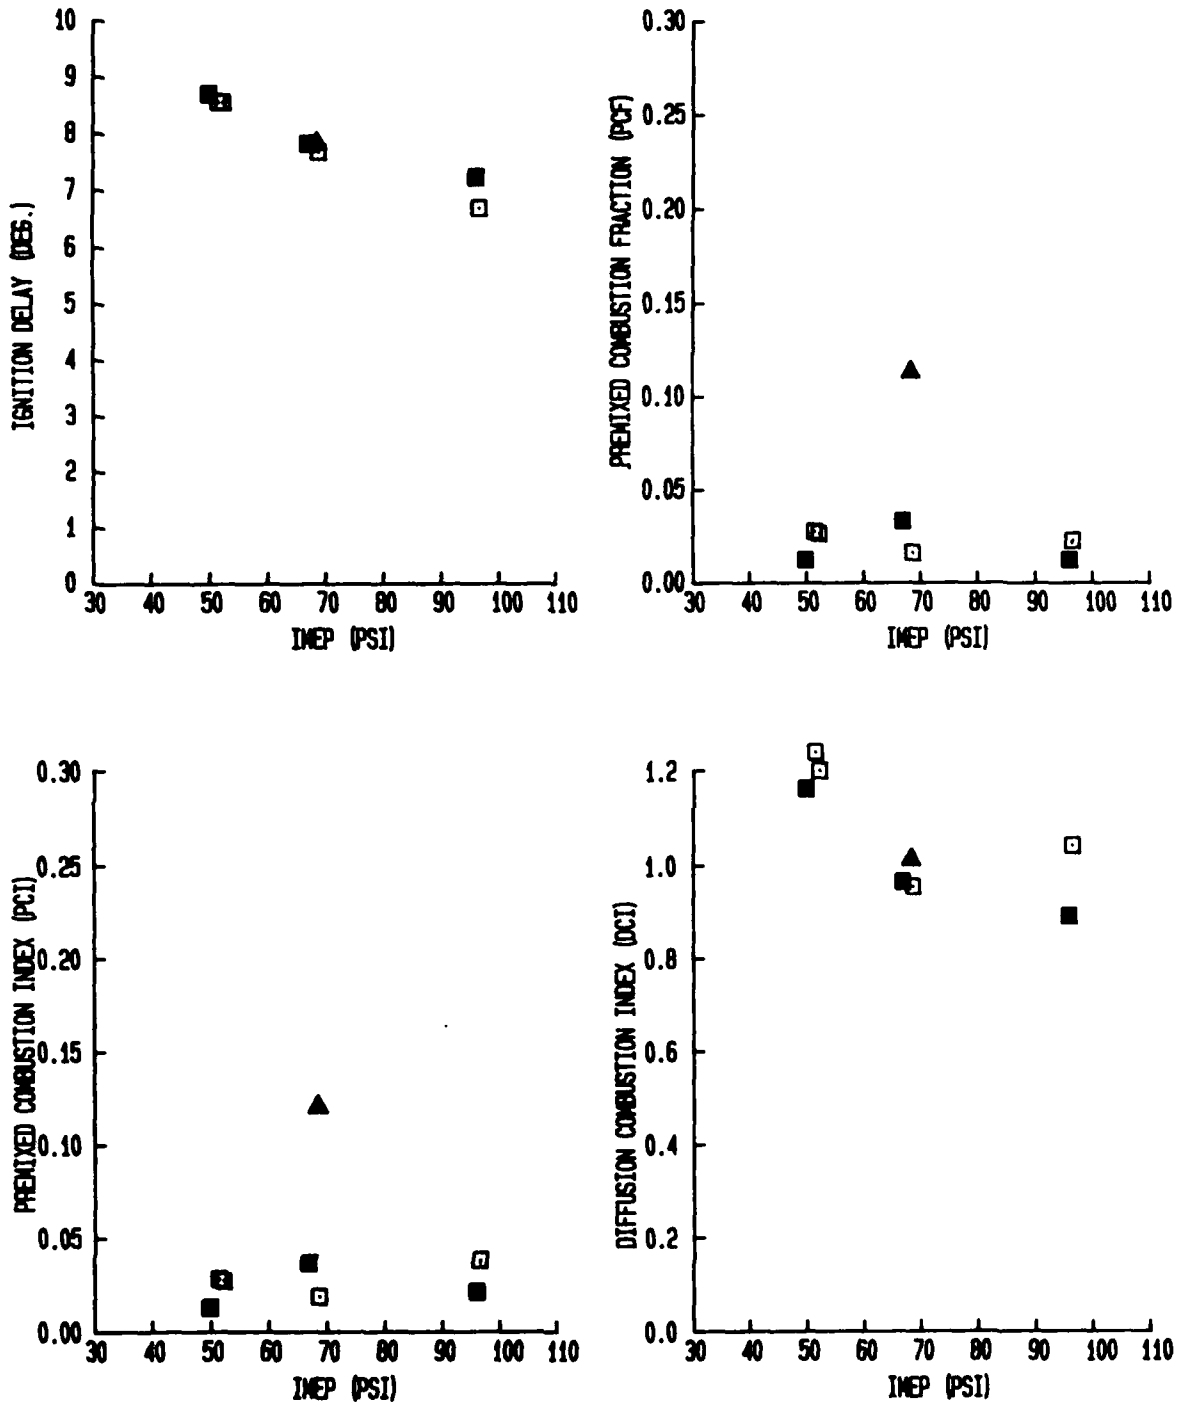 10
9
8
7
6
5
4
3
2
1
0
IGNITION DELAY (DEG.)
30 40 50 60 70 80 90 100 110
IMEP (PSI)
0.30
0.25
0.20
0.15
0.10
0.05
0.00
PREMIXED COMBUSTION FRACTION (PCF)
30 40 50 60 70 80 90 100 110
IMEP (PSI)
0.30
0.25
0.20
0.15
0.10
0.05
0.00
PREMIXED COMBUSTION INDEX (PCI)
30 40 50 60 70 80 90 100 110
IMEP (PSI)
1.2
1.0
0.8
0.6
0.4
0.2
0.0
DIFFUSION COMBUSTION INDEX (DCI)
30 40 50 60 70 80 90 100 110
IMEP (PSI)